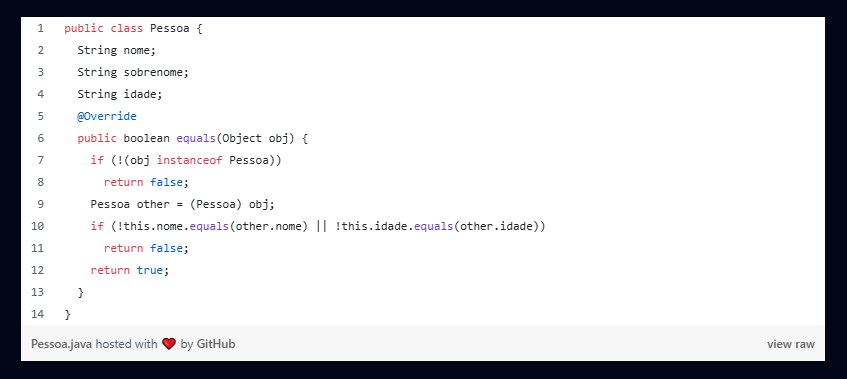 1 public class Pessoa {
2 String nome;
3 String sobrenome;
4 String idade;
5 @Override
6 public boolean equals(Object obj) {
7 if (!(obj instanceof Pessoa))
8 return false;
9 Pessoa other = (Pessoa) obj;
10 if (!this.nome.equals(other.nome) || !this.idade.equals(other.idade))
11 return false;
12 return true;
13 }
14 }
Pessoa.java hosted with ❤ by GitHub view raw